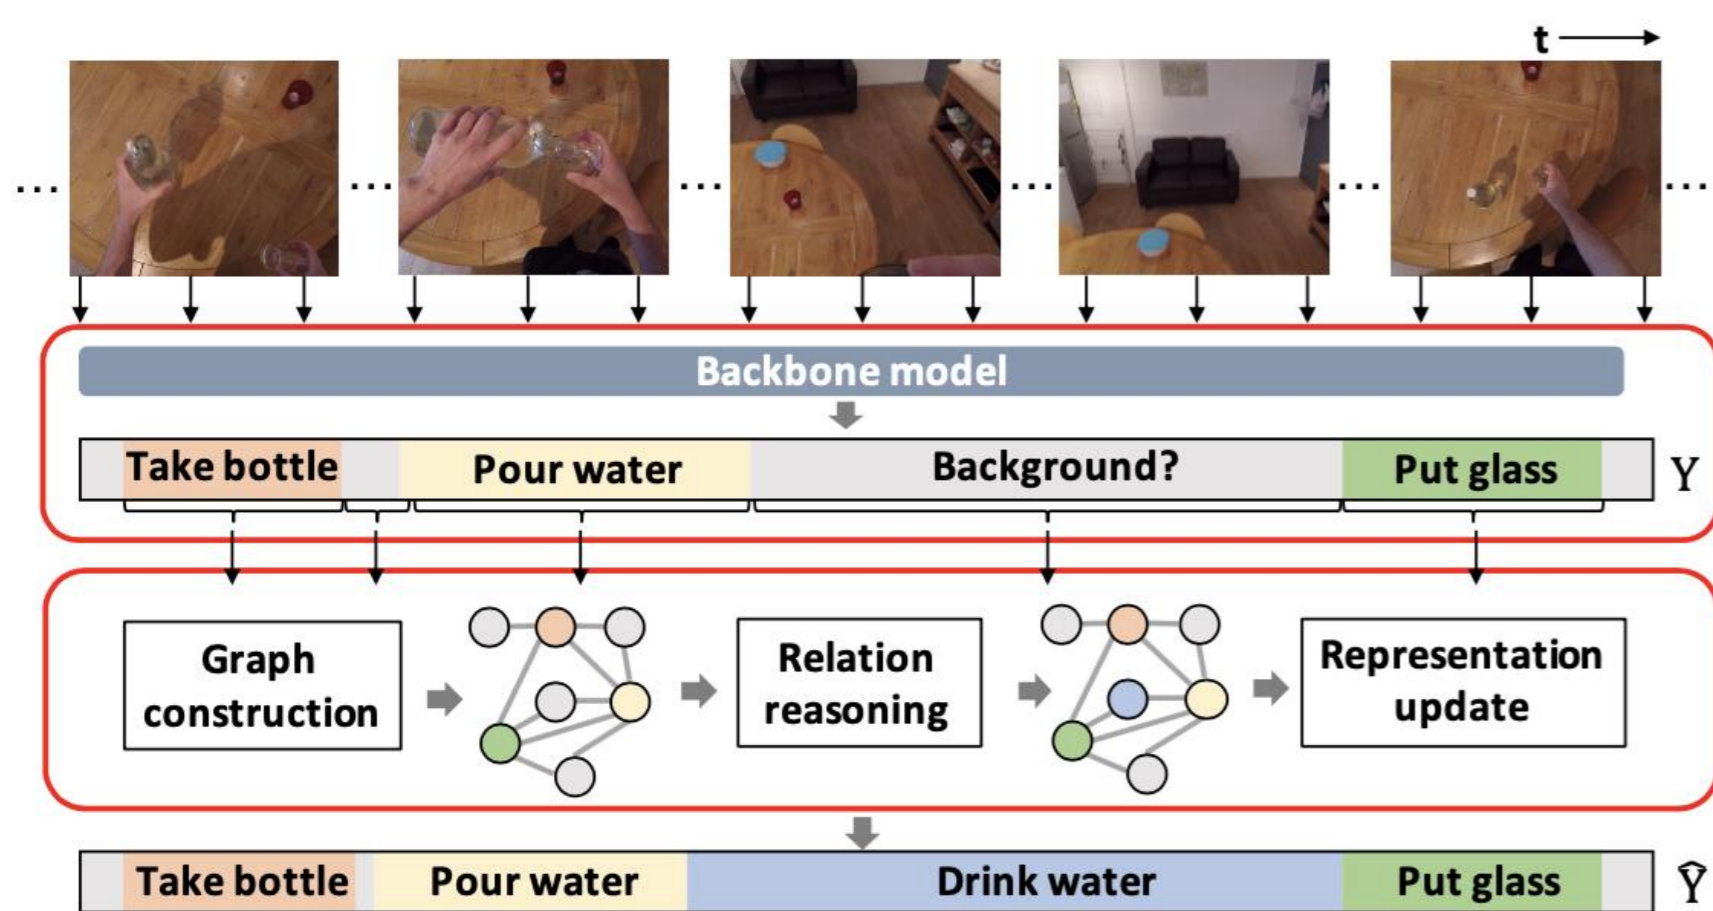 t
... ... ... ... ... ...
Backbone model
Take bottle Pour water Background? Put glass Y
Graph construction
Relation reasoning
Representation update
Take bottle Pour water Drink water Put glass Ŷ